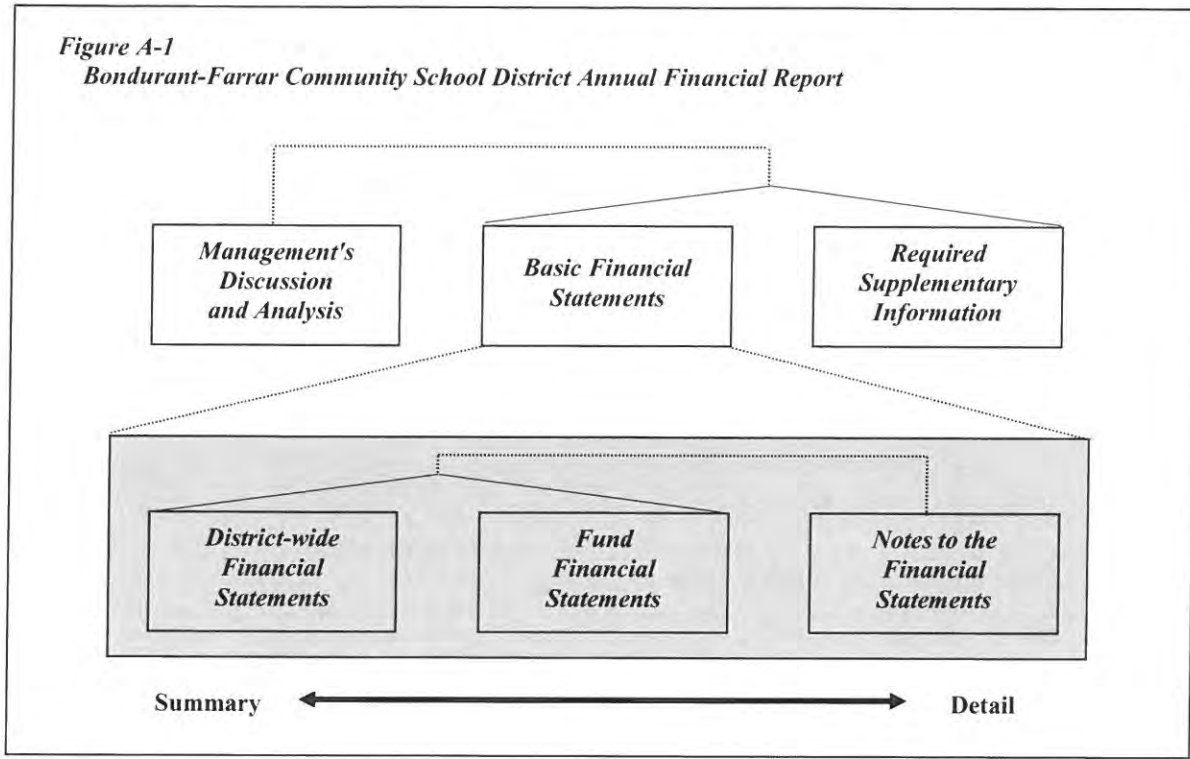 Figure A-1
Bondurant-Farrar Community School District Annual Financial Report
Management's
Discussion
and Analysis
Basic Financial
Statements
Required
Supplementary
Information
District-wide
Financial
Statements
Fund
Financial
Statements
Notes to the
Financial
Statements
Summary
Detail